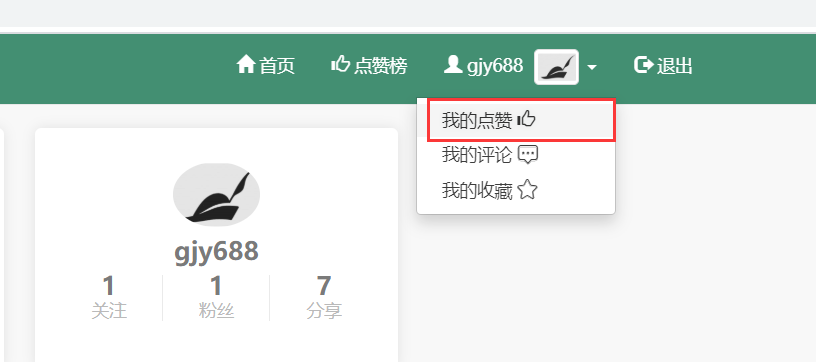 首页 点赞榜 gjy688 退出
我的点赞
我的评论
我的收藏
gjy688
1 1 7
关注 粉丝 分享